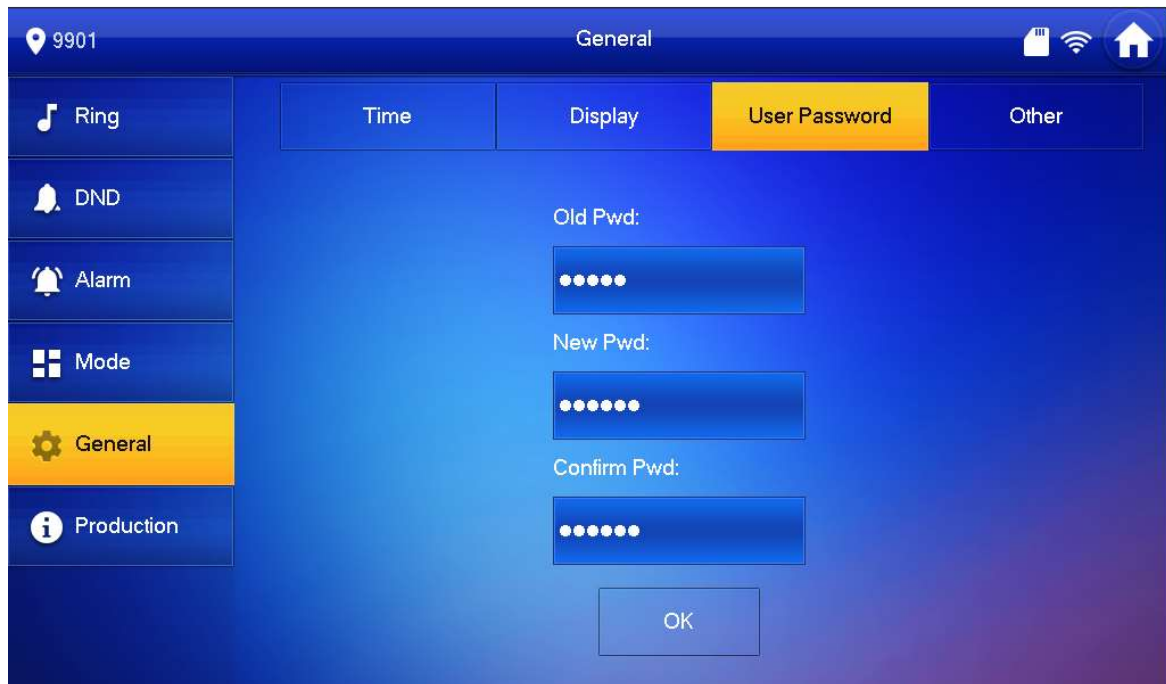 9901
General
Ring
DND
Alarm
Mode
General
Production
Time
Display
User Password
Other
Old Pwd:
●●●●●
New Pwd:
●●●●●●
Confirm Pwd:
●●●●●●
OK